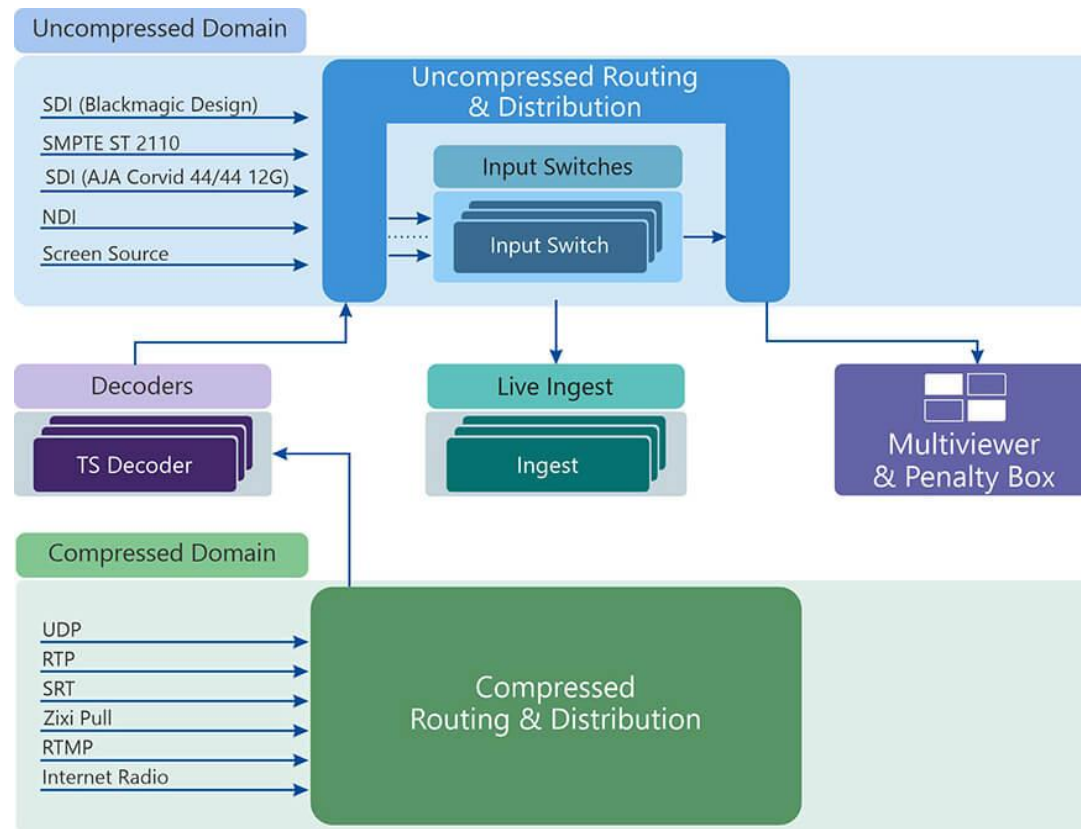 Uncompressed Domain
Uncompressed Routing
& Distribution
SDI (Blackmagic Design)
SMPTE ST 2110
SDI (AJA Corvid 44/44 12G)
NDI
Screen Source
Input Switches
Input Switch
Decoders
TS Decoder
Live Ingest
Ingest
Multiviewer
& Penalty Box
Compressed Domain
UDP
RTP
SRT
Zixi Pull
RTMP
Internet Radio
Compressed
Routing & Distribution